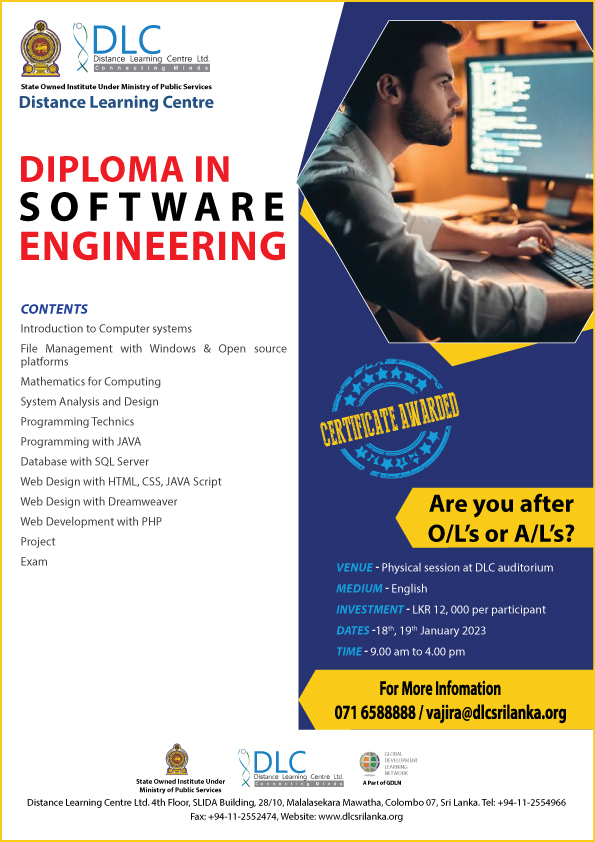 DLC
Distance Learning Centre Ltd.
Connecting Minds
State Owned Institute Under Ministry of Public Services
Distance Learning Centre
DIPLOMA IN
SOFTWARE
ENGINEERING
CONTENTS
Introduction to Computer systems
File Management with Windows & Open source
platforms
Mathematics for Computing
System Analysis and Design
Programming Technics
Programming with JAVA
Database with SQL Server
Web Design with HTML, CSS, JAVA Script
Web Design with Dreamweaver
Web Development with PHP
Project
Exam
CERTIFICATE AWARDED
Are you after
O/L's or A/L's?
VENUE - Physical session at DLC auditorium
MEDIUM - English
INVESTMENT - LKR 12, 000 per participant
DATES -18th, 19th January 2023
TIME - 9.00 am to 4.00 pm
For More Infomation
071 6588888 / vajira@dlcsrilanka.org
State Owned Institute Under
Ministry of Public Services
DLC
Distance Learning Centre Ltd.
Connecting Minds
GLOBAL
DEVELOPMENT
LEARNING
NETWORK
A Part of GDLN
Distance Learning Centre Ltd. 4th Floor, SLIDA Building, 28/10, Malalasekara Mawatha, Colombo 07, Sri Lanka. Tel: +94-11-2554966
Fax: +94-11-2552474, Website: www.dlcsrilanka.org